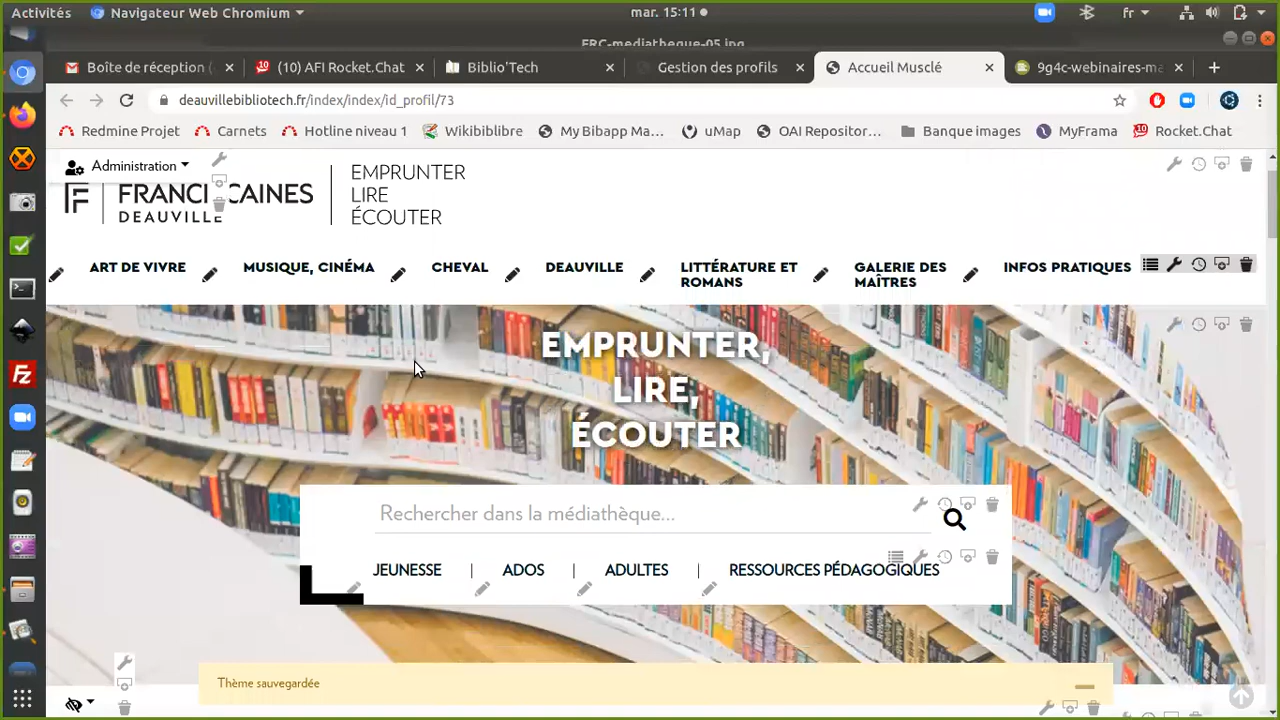 Activités Navigateur Web Chromium mar. 15:11 fr
FRC-mediatheque-05.jpg
Boîte de réception ( (10) AFI Rocket.Chat Biblio'Tech Gestion des profils Accueil Musclé 9g4c-webinaires-ma
deauvillebibliotech.fr/index/index/id_profil/73
Redmine Projet Carnets Hotline niveau 1 Wikibiblibre My Bibapp Ma... uMap OAI Repositor... Banque images MyFrama Rocket.Chat
Administration
EMPRUNTER
LIRE
ÉCOUTER
DEAUVILLE
ART DE VIVRE MUSIQUE, CINÉMA CHEVAL DEAUVILLE LITTÉRATURE ET ROMANS GALERIE DES MAÎTRES INFOS PRATIQUES
EMPRUNTER,
LIRE,
ÉCOUTER
Rechercher dans la médiathèque...
JEUNESSE | ADOS | ADULTES | RESSOURCES PÉDAGOGIQUES
Thème sauvegardée